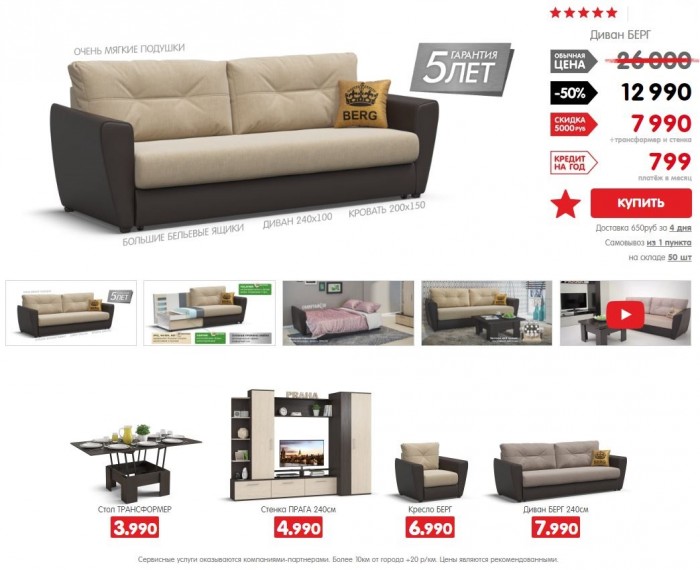 ОЧЕНЬ МЯГКИЕ ПОДУШКИ
5 ГАРАНТИЯ
ЛЕТ
BERG
БОЛЬШИЕ БЕЛЬЕВЫЕ ЯЩИКИ ДИВАН 240x100 КРОВАТЬ 200x150
Диван БЕРГ
ОБЫЧНАЯ
ЦЕНА
26 000
-50% 12 990
СКИДКА
5000РУБ
7 990
+трансформер и стенка
КРЕДИТ
НА ГОД
799
платёж в месяц
КУПИТЬ
Доставка 650руб за 4 дня
Самовывоз из 1 пункта
на складе 50 шт
5 ЛЕТ
ПРАГА
Стол ТРАНСФОРМЕР
3.990
Стенка ПРАГА 240см
4.990
Кресло БЕРГ
6.990
Диван БЕРГ 240см
7.990
Сервисные услуги оказываются компаниями-партнерами. Более 10км от города +20 р/км. Цены являются рекомендованными.